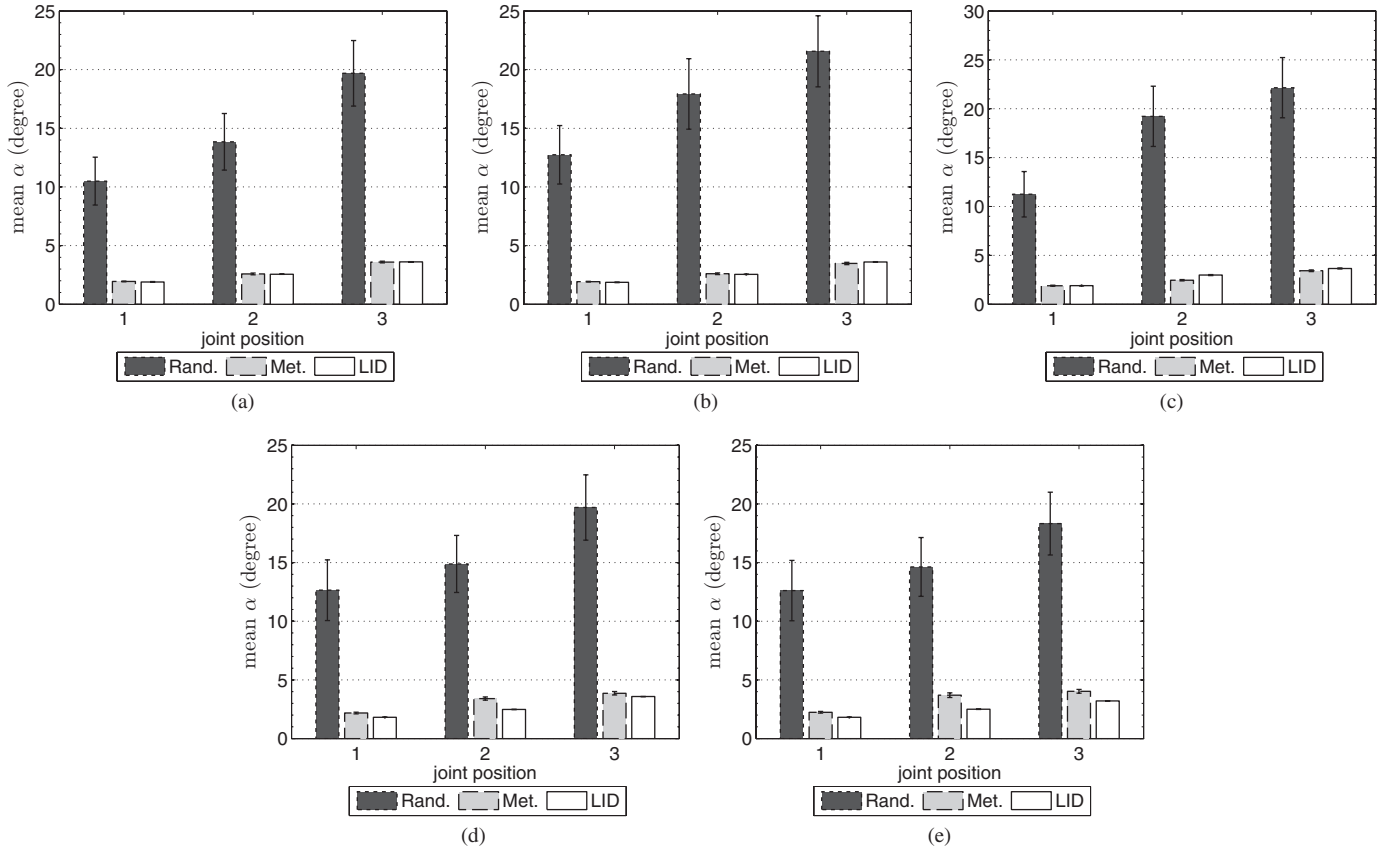 25
20
15
10
5
0
mean α (degree)
1 2 3
joint position
Rand. Met. LID
(a)
25
20
15
10
5
0
mean α (degree)
1 2 3
joint position
Rand. Met. LID
(b)
30
25
20
15
10
5
0
mean α (degree)
1 2 3
joint position
Rand. Met. LID
(c)
25
20
15
10
5
0
mean α (degree)
1 2 3
joint position
Rand. Met. LID
(d)
25
20
15
10
5
0
mean α (degree)
1 2 3
joint position
Rand. Met. LID
(e)